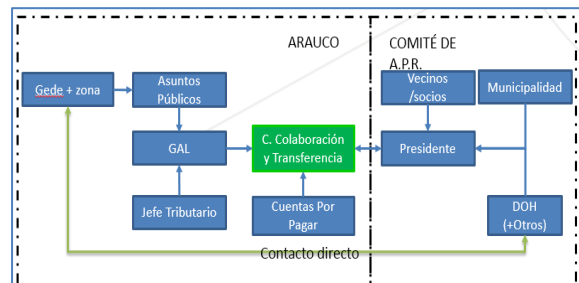 ARAUCO
COMITÉ DE
A.P.R.
Gede + zona
Asuntos
Públicos
Vecinos
/socios
Municipalidad
GAL
C. Colaboración
y Transferencia
Presidente
Jefe Tributario
Cuentas Por
Pagar
DOH
(+Otros)
Contacto directo